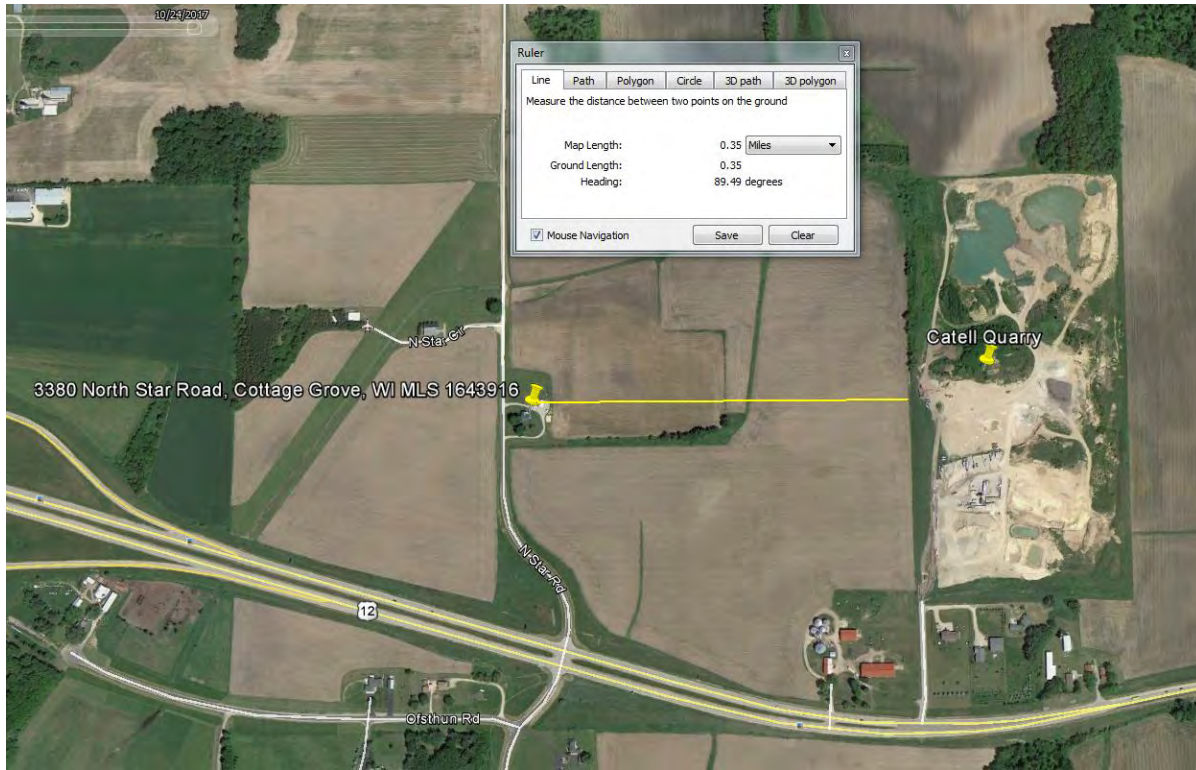 10/24/2017
Ruler
Line Path Polygon Circle 3D path 3D polygon
Measure the distance between two points on the ground
Map Length: 0.35 Miles
Ground Length: 0.35
Heading: 89.49 degrees
Mouse Navigation Save Clear
Catell Quarry
N Star Cir
3380 North Star Road, Cottage Grove, WI MLS 1643916
N Star Rd
12
Ofsthun Rd